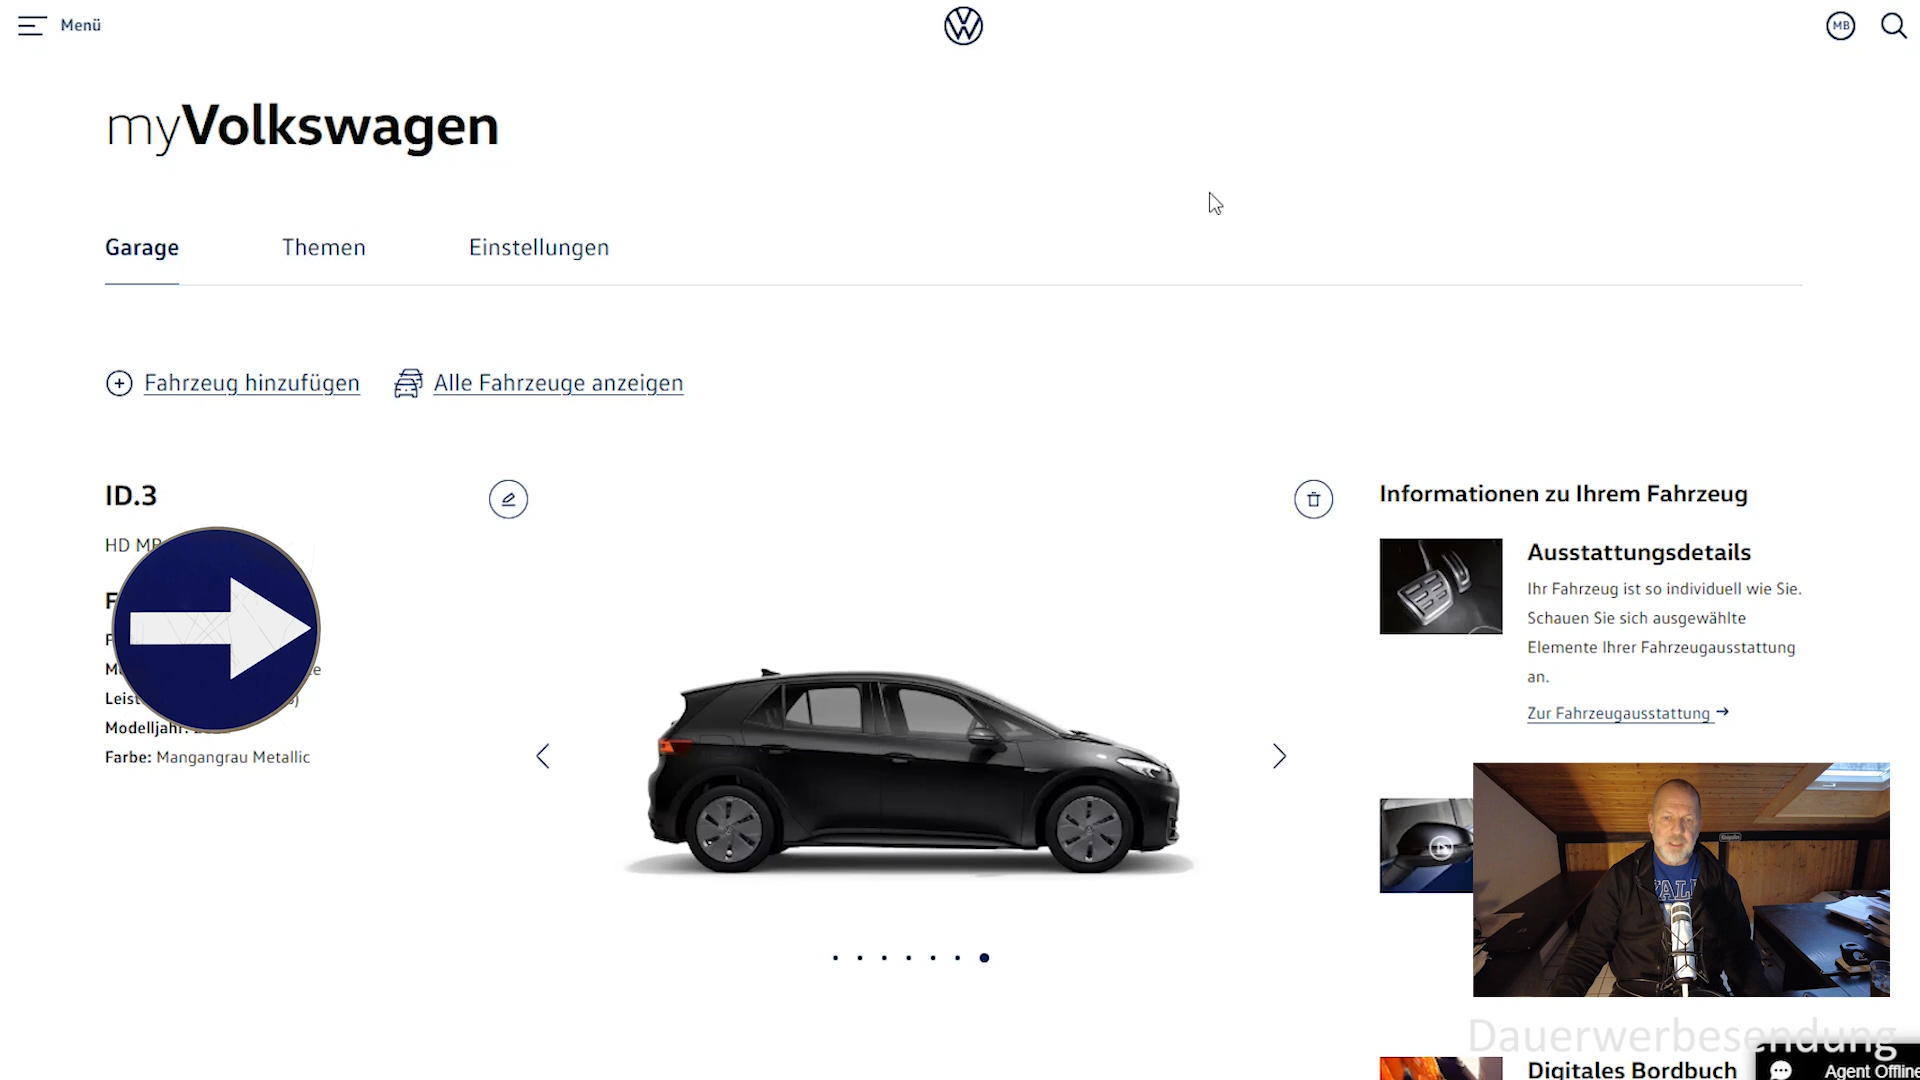 Menü
MB
myVolkswagen
Garage
Themen
Einstellungen
Fahrzeug hinzufügen
Alle Fahrzeuge anzeigen
ID.3
HD
Modelljahr:
Farbe: Mangangrau Metallic
Informationen zu Ihrem Fahrzeug
Ausstattungsdetails
Ihr Fahrzeug ist so individuell wie Sie.
Schauen Sie sich ausgewählte
Elemente Ihrer Fahrzeugausstattung
an.
Zur Fahrzeugausstattung
Dauerwerbesendung
Digitales Bordbuch
Agent Offline